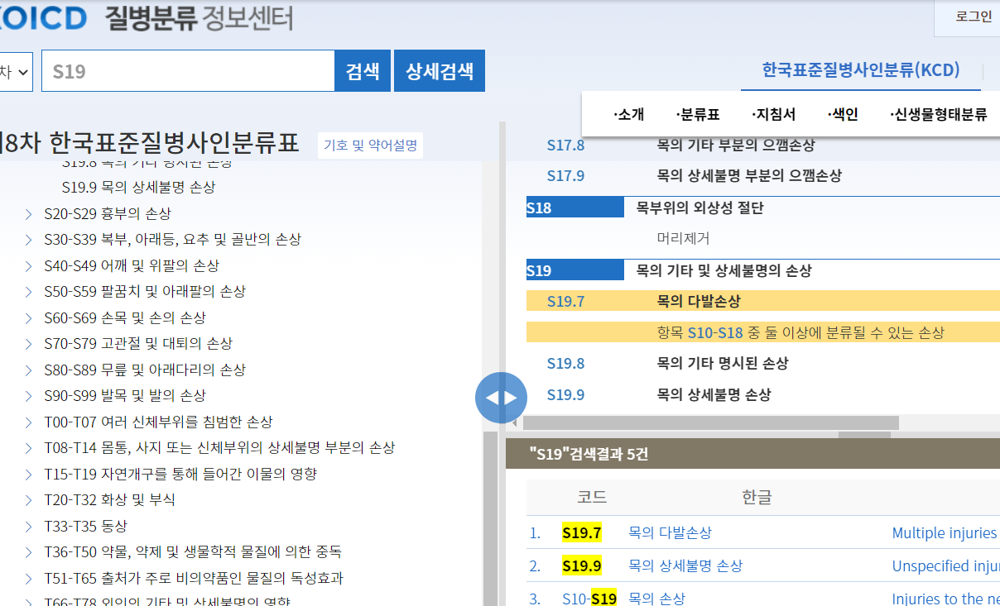 KOICD 질병분류 정보센터
로그인
차 S19 검색 상세검색
한국표준질병사인분류(KCD)
·소개 ·분류표 ·지침서 ·색인 ·신생물형태분류
8차 한국표준질병사인분류표 기호 및 약어설명
S19.8 목의 기타 명시된 손상
S19.9 목의 상세불명 손상
S20-S29 흉부의 손상
S30-S39 복부, 아래등, 요추 및 골반의 손상
S40-S49 어깨 및 위팔의 손상
S50-S59 팔꿈치 및 아래팔의 손상
S60-S69 손목 및 손의 손상
S70-S79 고관절 및 대퇴의 손상
S80-S89 무릎 및 아래다리의 손상
S90-S99 발목 및 발의 손상
T00-T07 여러 신체부위를 침범한 손상
T08-T14 몸통, 사지 또는 신체부위의 상세불명 부분의 손상
T15-T19 자연개구를 통해 들어간 이물의 영향
T20-T32 화상 및 부식
T33-T35 동상
T36-T50 약물, 약제 및 생물학적 물질에 의한 중독
T51-T65 출처가 주로 비의약품인 물질의 독성효과
T66-T78 외인의 기타 및 상세불명의 영향
S17.8 목의 기타 부분의 으깸손상
S17.9 목의 상세불명 부분의 으깸손상
S18 목부위의 외상성 절단
머리제거
S19 목의 기타 및 상세불명의 손상
S19.7 목의 다발손상
항목 S10-S18 중 둘 이상에 분류될 수 있는 손상
S19.8 목의 기타 명시된 손상
S19.9 목의 상세불명 손상
"S19"검색결과 5건
코드 한글
1. S19.7 목의 다발손상 Multiple injuries
2. S19.9 목의 상세불명 손상 Unspecified inju
3. S10-S19 목의 손상 Injuries to the ne